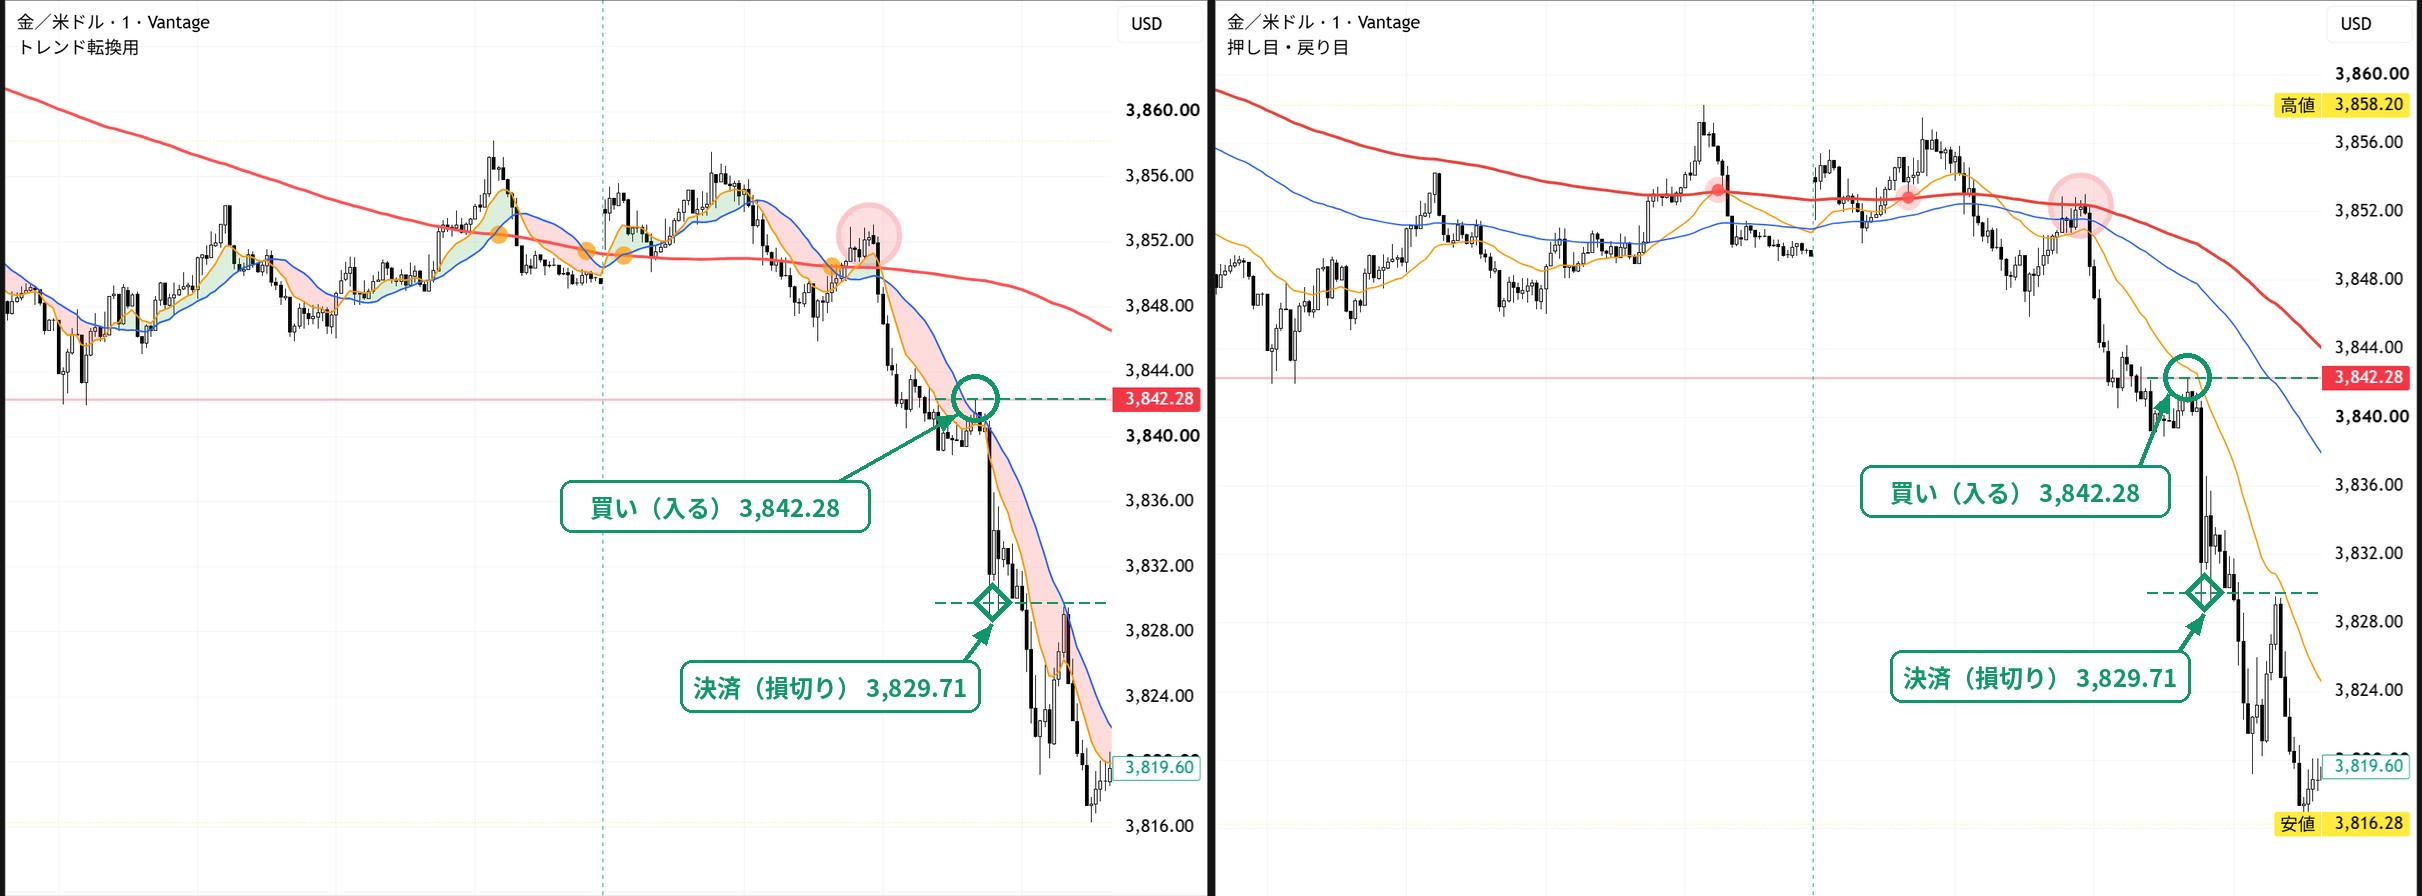 金／米ドル・1・Vantage
トレンド転換用
USD
3,860.00
3,856.00
3,852.00
3,848.00
3,844.00
3,842.28
3,840.00
3,836.00
3,832.00
3,828.00
3,824.00
3,819.60
3,816.00
買い（入る） 3,842.28
決済（損切り） 3,829.71
金／米ドル・1・Vantage
押し目・戻り目
USD
3,860.00
高値 3,858.20
3,856.00
3,852.00
3,848.00
3,844.00
3,842.28
3,840.00
3,836.00
3,832.00
3,828.00
3,824.00
3,819.60
安値 3,816.28
買い（入る） 3,842.28
決済（損切り） 3,829.71